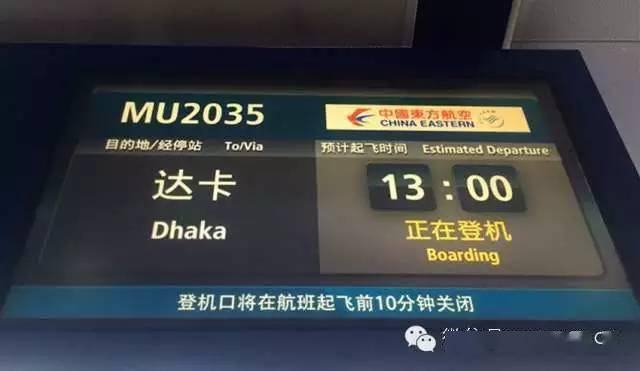 MU2035
中國東方航空
CHINA EASTERN
目的地/经停站 To/Via
预计起飞时间 Estimated Departure
达卡
13:00
Dhaka
正在登机
Boarding
登机口将在航班起飞前10分钟关闭